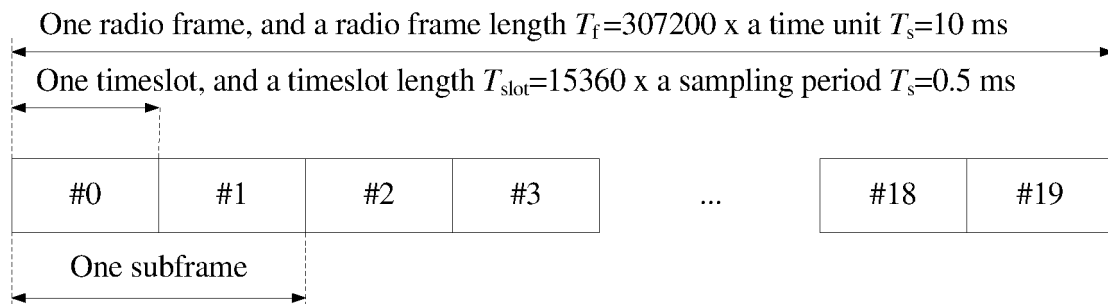 One radio frame, and a radio frame length Tf=307200 x a time unit Ts=10 ms
One timeslot, and a timeslot length Tslot=15360 x a sampling period Ts=0.5 ms
#0 #1 #2 #3 ... #18 #19
One subframe